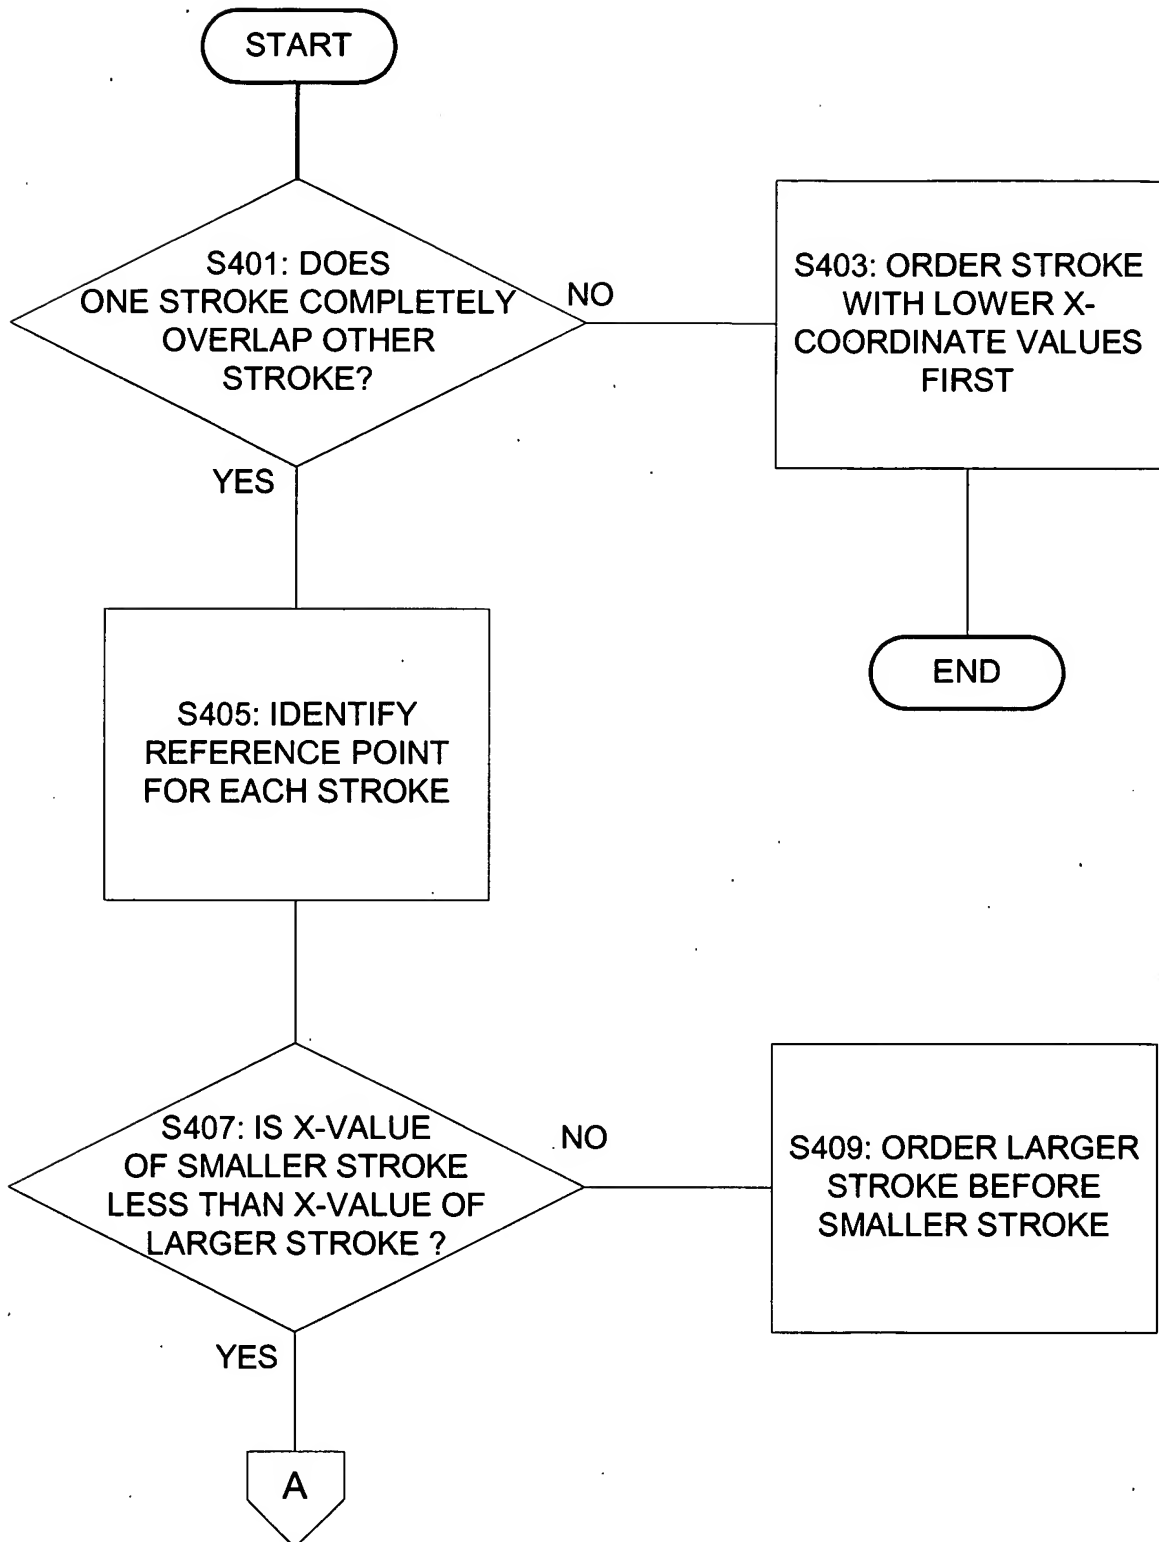 START
S401: DOES
ONE STROKE COMPLETELY
OVERLAP OTHER
STROKE?
NO
S403: ORDER STROKE
WITH LOWER X-
COORDINATE VALUES
FIRST
YES
END
S405: IDENTIFY
REFERENCE POINT
FOR EACH STROKE
S407: IS X-VALUE
OF SMALLER STROKE
LESS THAN X-VALUE OF
LARGER STROKE ?
NO
S409: ORDER LARGER
STROKE BEFORE
SMALLER STROKE
YES
A